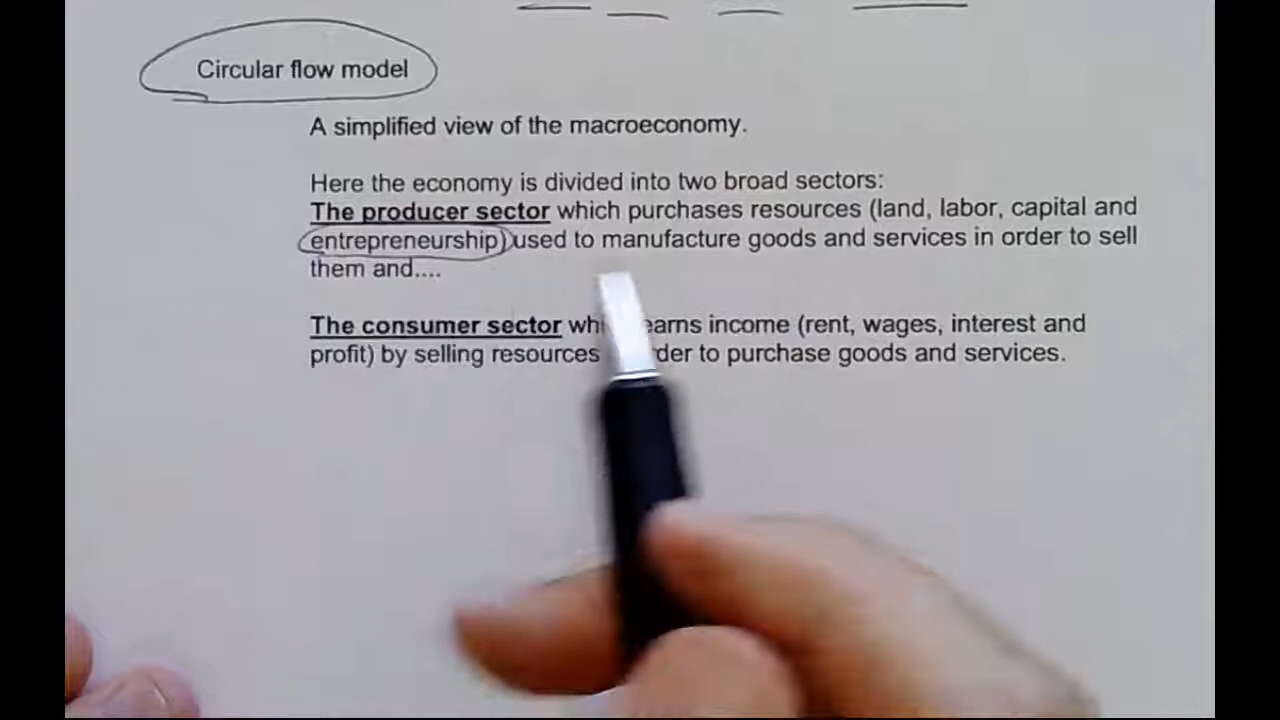 Circular flow model
A simplified view of the macroeconomy.
Here the economy is divided into two broad sectors:
The producer sector which purchases resources (land, labor, capital and
entrepreneurship) used to manufacture goods and services in order to sell
them and....
The consumer sector earns income (rent, wages, interest and
profit) by selling resources to purchase goods and services.